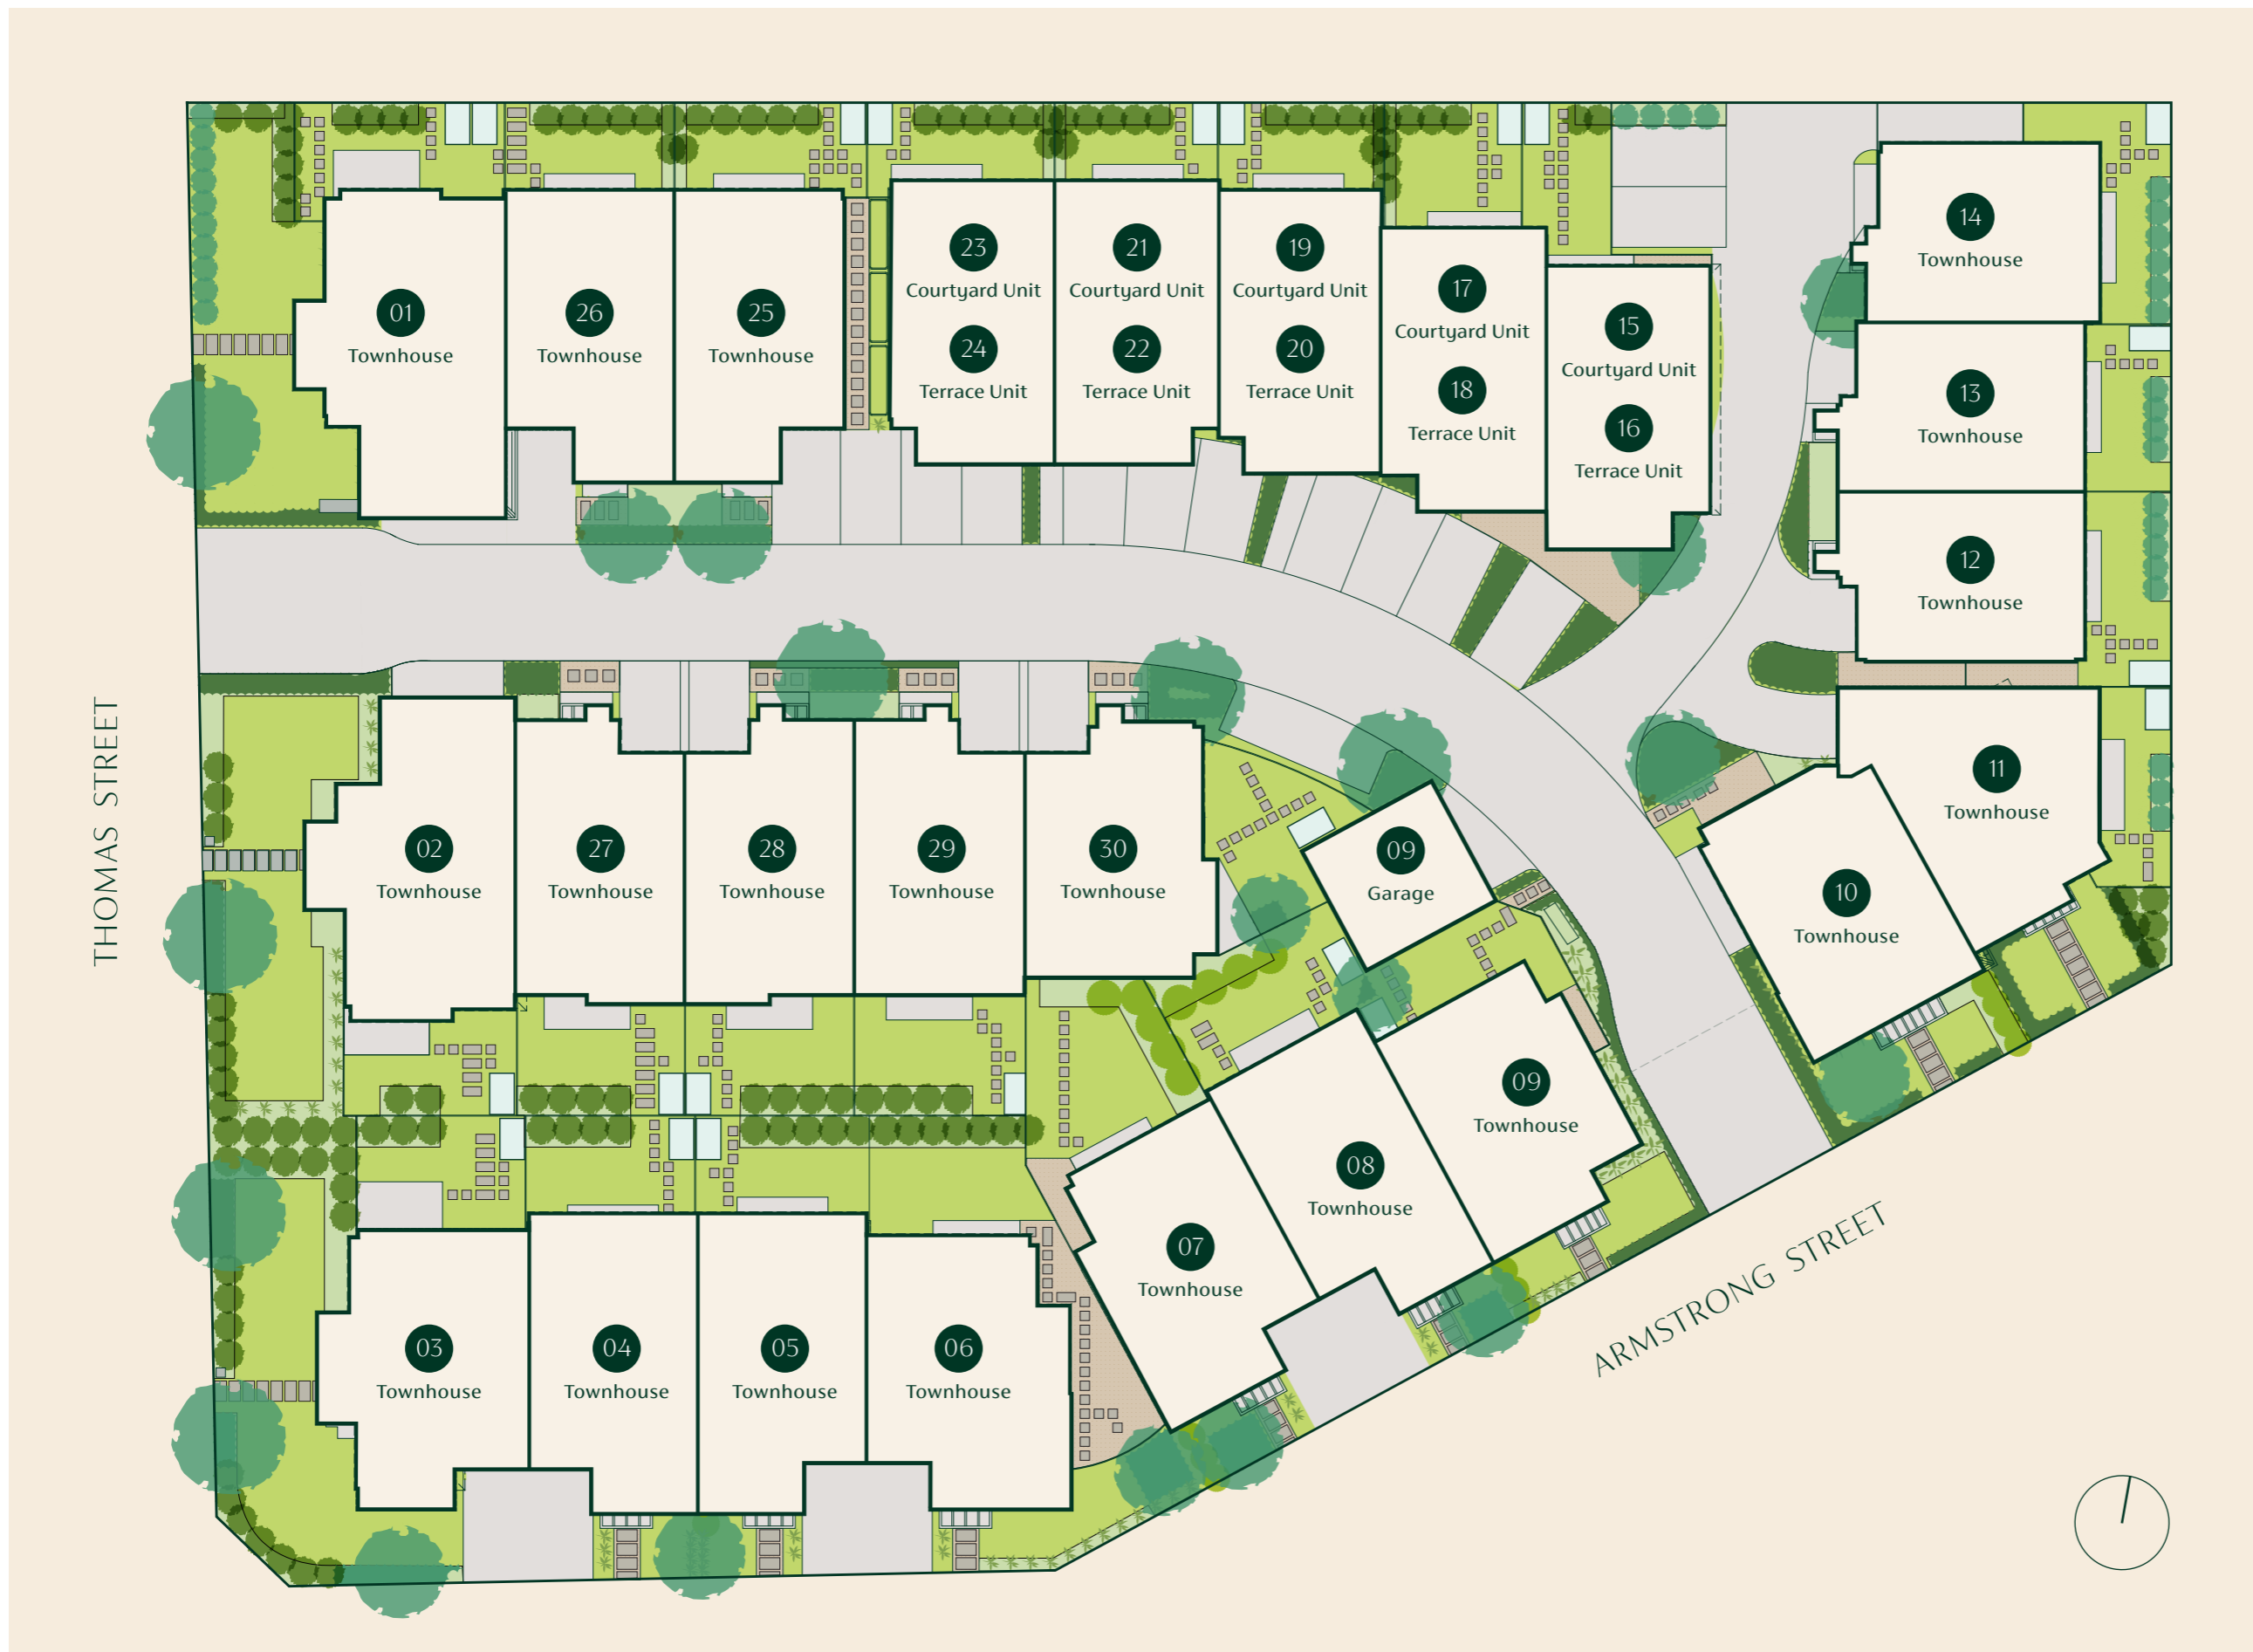 01
Townhouse
26
Townhouse
25
Townhouse
23
Courtyard Unit
24
Terrace Unit
21
Courtyard Unit
22
Terrace Unit
19
Courtyard Unit
20
Terrace Unit
17
Courtyard Unit
18
Terrace Unit
15
Courtyard Unit
16
Terrace Unit
14
Townhouse
13
Townhouse
12
Townhouse
11
Townhouse
10
Townhouse
THOMAS STREET
02
Townhouse
27
Townhouse
28
Townhouse
29
Townhouse
30
Townhouse
09
Garage
09
Townhouse
08
Townhouse
07
Townhouse
03
Townhouse
04
Townhouse
05
Townhouse
06
Townhouse
ARMSTRONG STREET